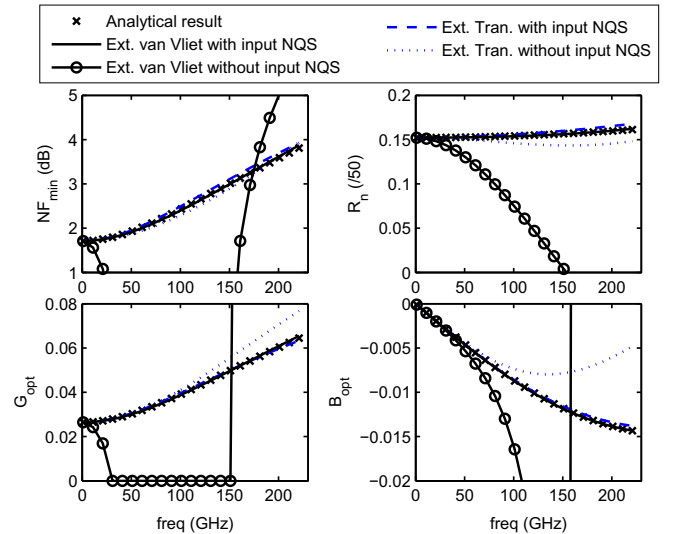 Analytical result
Ext. van Vliet with input NQS
Ext. van Vliet without input NQS
Ext. Tran. with input NQS
Ext. Tran. without input NQS
5
4
3
2
1
0 50 100 150 200
NFmin (dB)
0.2
0.15
0.1
0.05
0
0 50 100 150 200
Rn (/50)
0.08
0.06
0.04
0.02
0
0 50 100 150 200
Gopt
freq (GHz)
0
−0.005
−0.01
−0.015
−0.02
0 50 100 150 200
Bopt
freq (GHz)